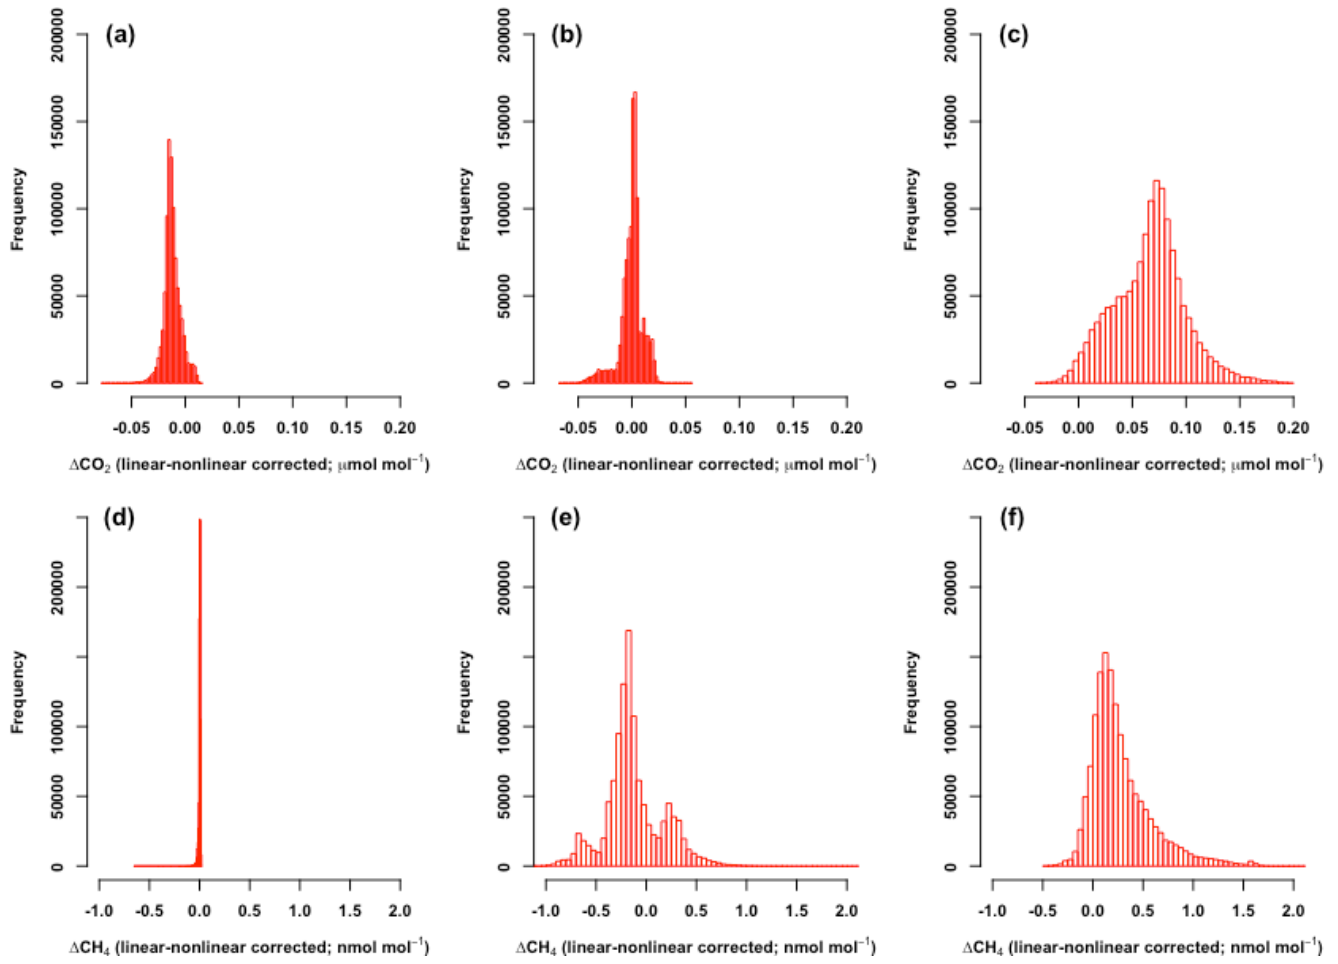 (a)
Frequency
0
50000
100000
150000
200000
-0.05 0.00 0.05 0.10 0.15 0.20
ΔCO₂ (linear-nonlinear corrected; μmol mol⁻¹)
(b)
Frequency
0
50000
100000
150000
200000
-0.05 0.00 0.05 0.10 0.15 0.20
ΔCO₂ (linear-nonlinear corrected; μmol mol⁻¹)
(c)
Frequency
0
50000
100000
150000
200000
-0.05 0.00 0.05 0.10 0.15 0.20
ΔCO₂ (linear-nonlinear corrected; μmol mol⁻¹)
(d)
Frequency
0
50000
100000
200000
-1.0 -0.5 0.0 0.5 1.0 1.5 2.0
ΔCH₄ (linear-nonlinear corrected; nmol mol⁻¹)
(e)
Frequency
0
50000
100000
200000
-1.0 -0.5 0.0 0.5 1.0 1.5 2.0
ΔCH₄ (linear-nonlinear corrected; nmol mol⁻¹)
(f)
Frequency
0
50000
100000
200000
-1.0 -0.5 0.0 0.5 1.0 1.5 2.0
ΔCH₄ (linear-nonlinear corrected; nmol mol⁻¹)